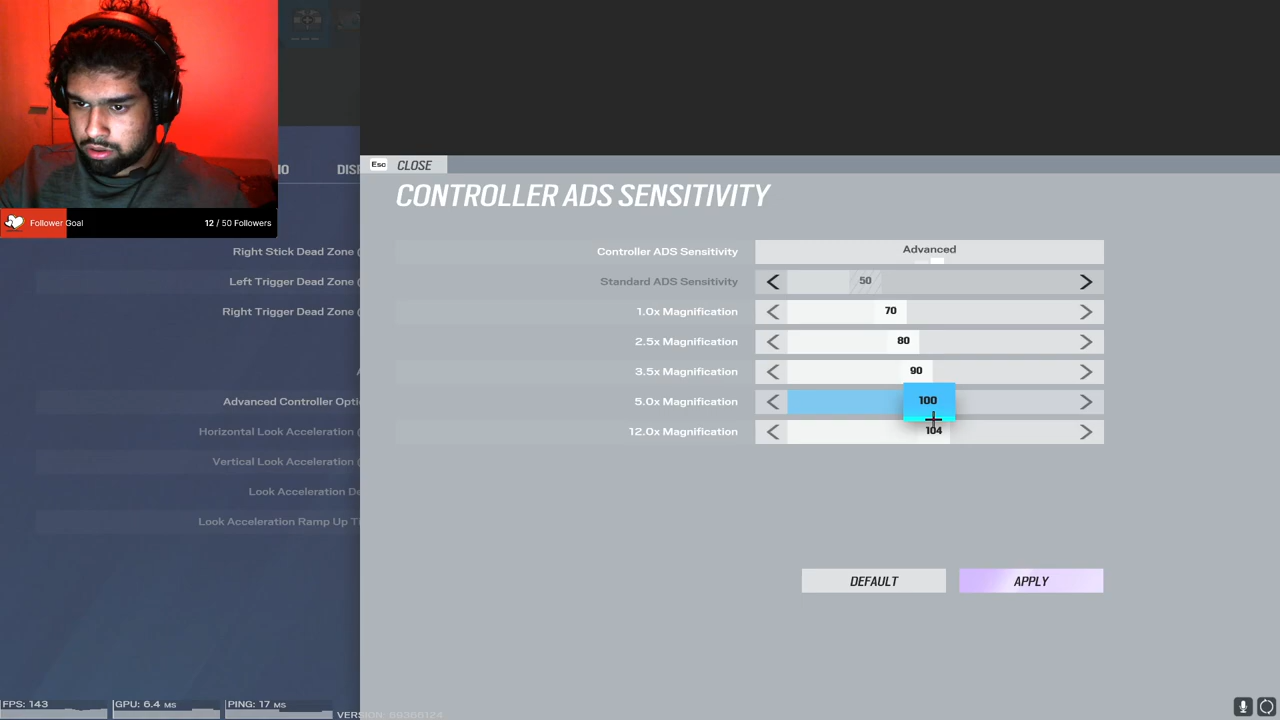 Esc CLOSE
IO DIS
CONTROLLER ADS SENSITIVITY
Follower Goal 12 / 50 Followers
Right Stick Dead Zone (
Controller ADS Sensitivity Advanced
Left Trigger Dead Zone (
Standard ADS Sensitivity 50
Right Trigger Dead Zone (
1.0x Magnification 70
2.5x Magnification 80
3.5x Magnification 90
Advanced Controller Opti
5.0x Magnification 100
Horizontal Look Acceleration (
12.0x Magnification 104
Vertical Look Acceleration (
Look Acceleration De
Look Acceleration Ramp Up Ti
DEFAULT APPLY
FPS: 143 GPU: 6.4 MS PING: 17 MS